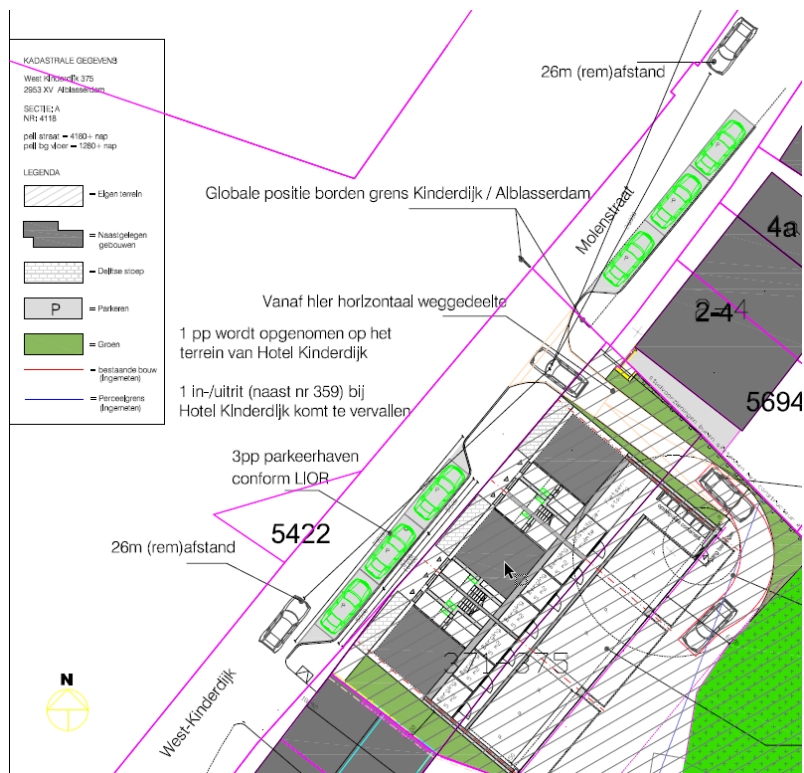 KADASTRALE GEGEVENS
West Kinderdijk 375
2953 XV Alblasserdam
SECTIE: A
NR: 4118
peil straat = 4180+ nap
peil bg vloer = 1280+ nap
LEGENDA
= Eigen terrein
= Naastgelegen
gebouwen
= Delftse stoep
P = Parkeren
= Groen
= bestaande bouw
(ingemeten)
= Perceelgrens
(ingemeten)
26m (rem)afstand
Globale positie borden grens Kinderdijk / Alblasserdam
Molenstraat
4a
2-4
5694
Vanaf hier horizontaal weggedeelte
1 pp wordt opgenomen op het
terrein van Hotel Kinderdijk
1 in-/uitrit (naast nr 359) bij
Hotel Kinderdijk komt te vervallen
3pp parkeerhaven
conform LIOR
5422
26m (rem)afstand
371-375
N
West-Kinderdijk